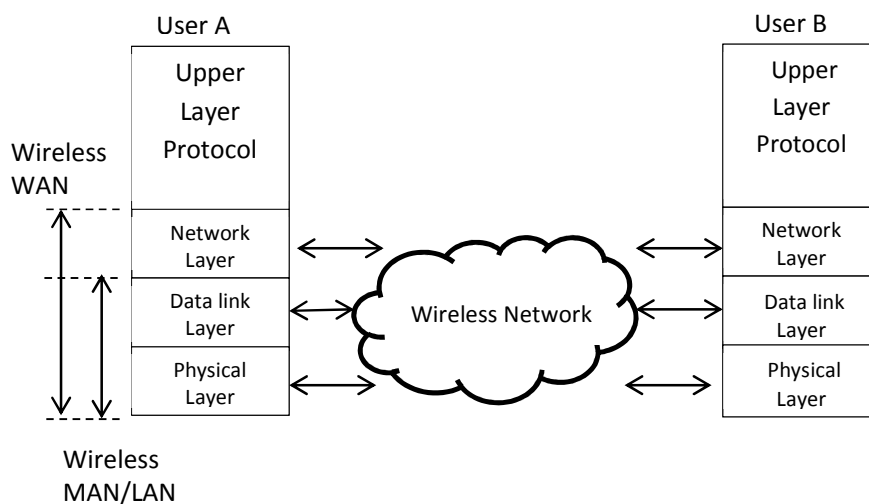 User A
User B
Upper
Layer
Protocol
Upper
Layer
Protocol
Wireless
WAN
Network
Layer
Network
Layer
Data link
Layer
Wireless Network
Data link
Layer
Physical
Layer
Physical
Layer
Wireless
MAN/LAN